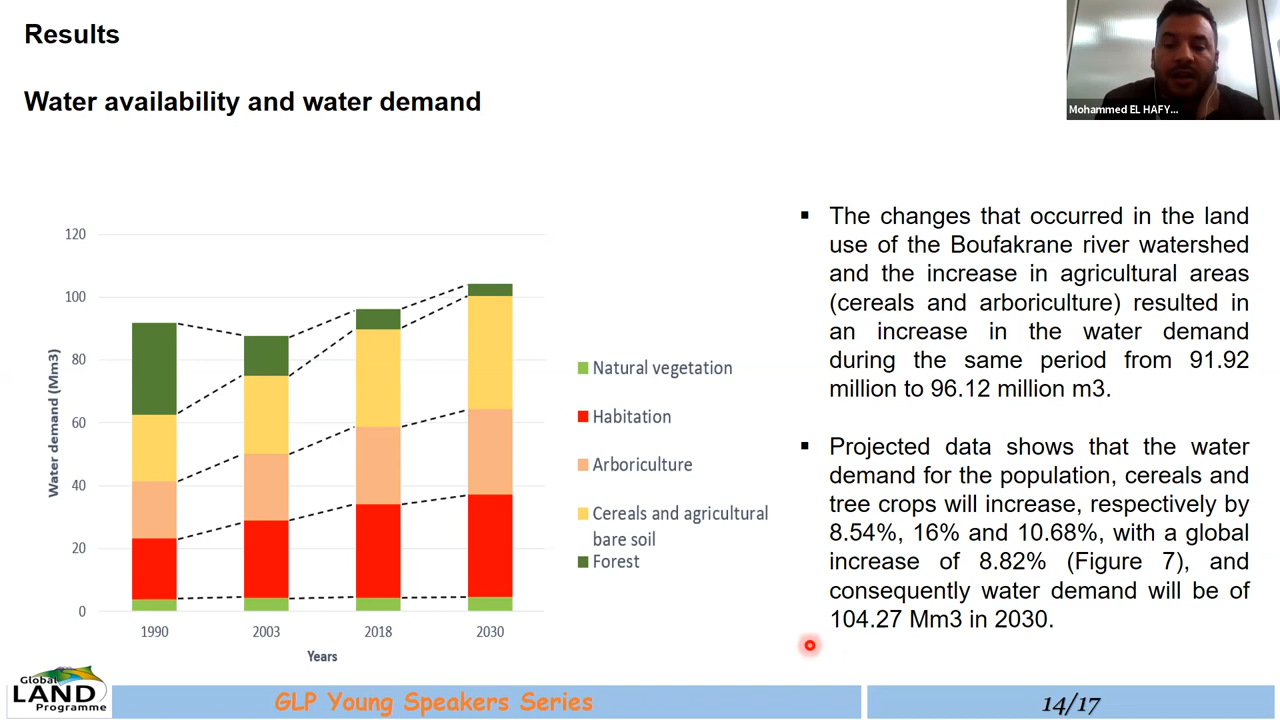 Results
Water availability and water demand
Mohammed EL HAFY...
120
100
80
60
40
20
0
Water demand (Mm3)
1990 2003 2018 2030
Years
Natural vegetation
Habitation
Arboriculture
Cereals and agricultural
bare soil
Forest
▪ The changes that occurred in the land
use of the Boufakrane river watershed
and the increase in agricultural areas
(cereals and arboriculture) resulted in
an increase in the water demand
during the same period from 91.92
million to 96.12 million m3.
▪ Projected data shows that the water
demand for the population, cereals and
tree crops will increase, respectively by
8.54%, 16% and 10.68%, with a global
increase of 8.82% (Figure 7), and
consequently water demand will be of
104.27 Mm3 in 2030.
Global
LAND
Programme
GLP Young Speakers Series
14/17